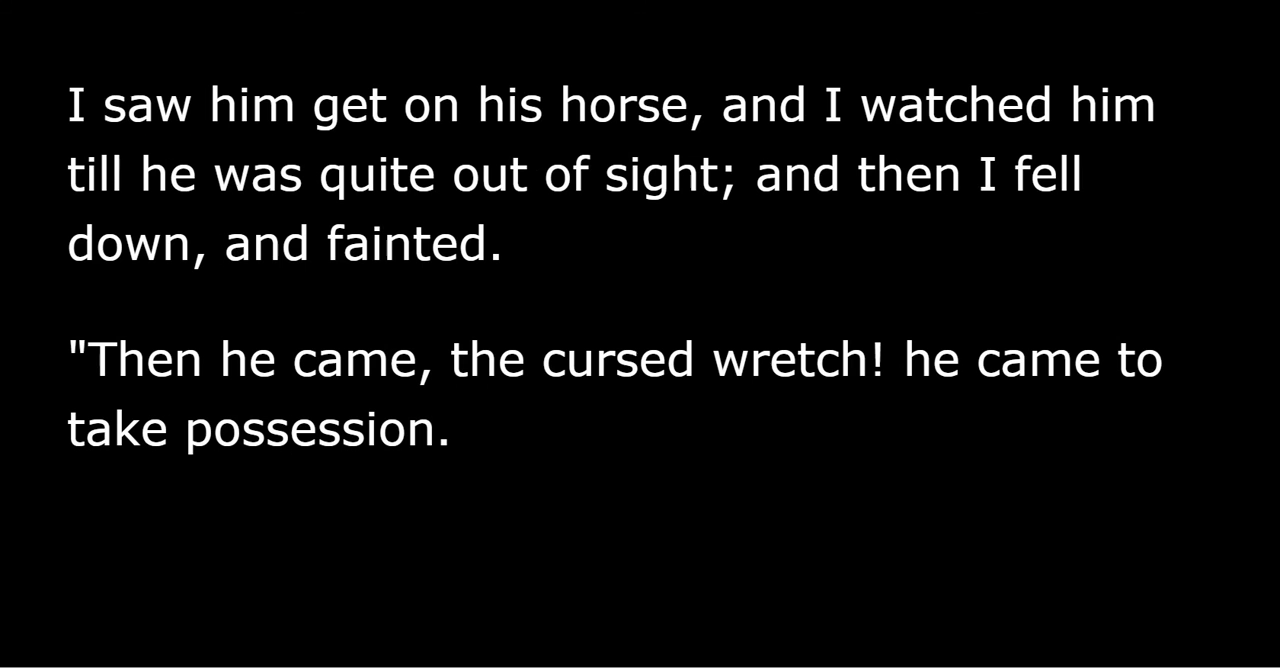 I saw him get on his horse, and I watched him
till he was quite out of sight; and then I fell
down, and fainted.
"Then he came, the cursed wretch! he came to
take possession.